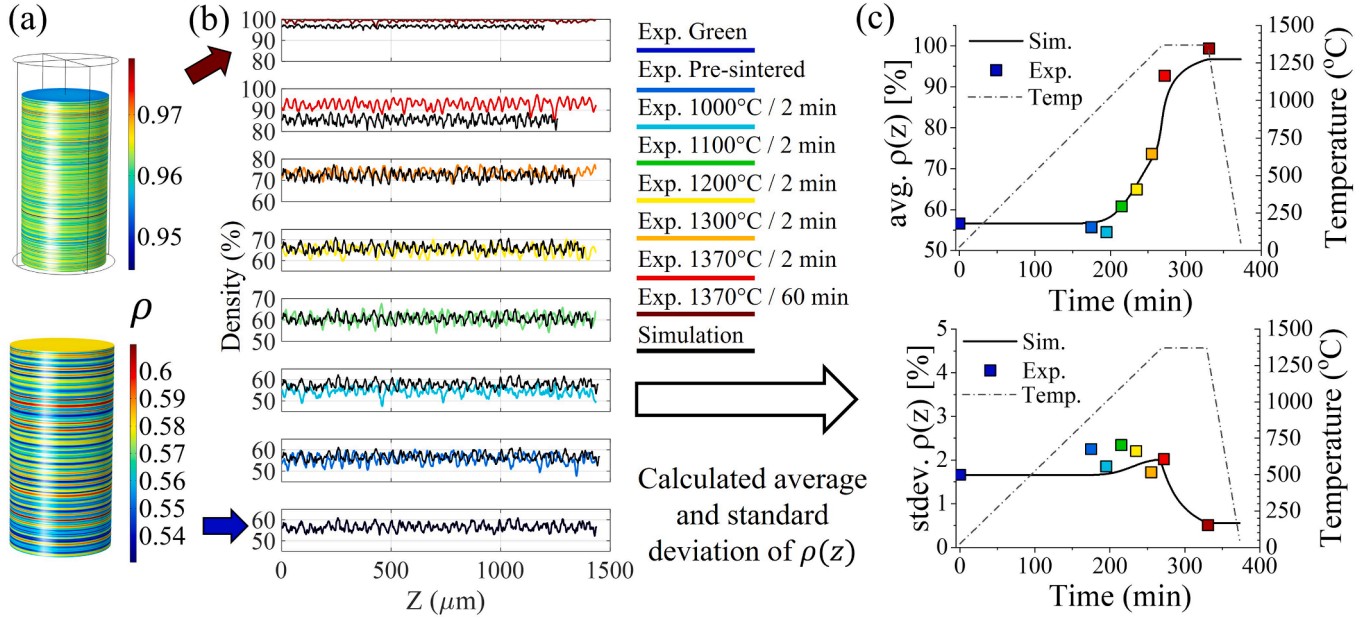 (a)
0.97
0.96
0.95
ρ
0.6
0.59
0.58
0.57
0.56
0.55
0.54
(b)
100
90
80
100
90
80
80
70
60
70
60
70
60
50
60
50
60
50
60
50
Density (%)
0 500 1000 1500
Z (μm)
Exp. Green
Exp. Pre-sintered
Exp. 1000°C / 2 min
Exp. 1100°C / 2 min
Exp. 1200°C / 2 min
Exp. 1300°C / 2 min
Exp. 1370°C / 2 min
Exp. 1370°C / 60 min
Simulation
Calculated average
and standard
deviation of ρ(z)
(c)
avg. ρ(z) [%]
100
90
80
70
60
50
Sim.
Exp.
Temp
1500
1250
1000
750
500
250
0
Temperature (°C)
0 100 200 300 400
Time (min)
stdev. ρ(z) [%]
5
4
3
2
1
0
Sim.
Exp.
Temp.
1500
1250
1000
750
500
250
0
Temperature (°C)
0 100 200 300 400
Time (min)